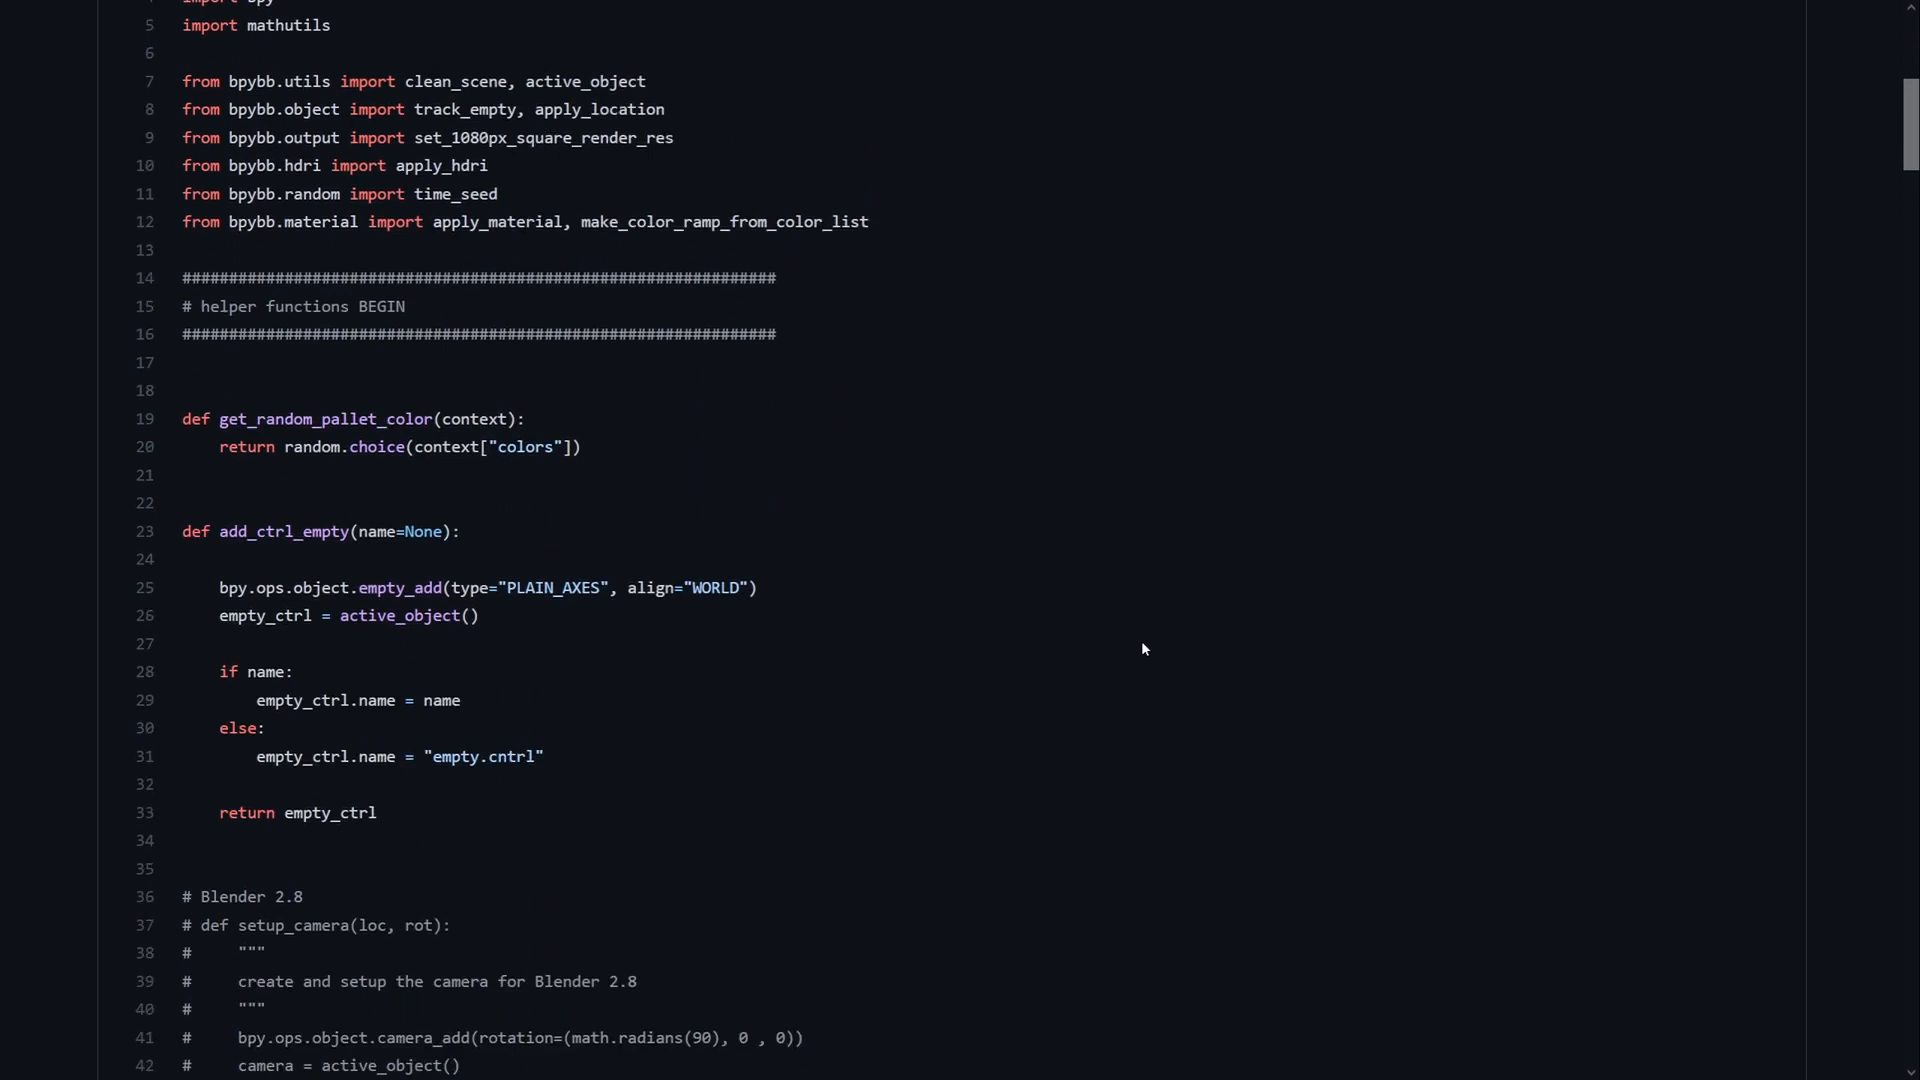 4 import bpy
5 import mathutils
6
7 from bpybb.utils import clean_scene, active_object
8 from bpybb.object import track_empty, apply_location
9 from bpybb.output import set_1080px_square_render_res
10 from bpybb.hdri import apply_hdri
11 from bpybb.random import time_seed
12 from bpybb.material import apply_material, make_color_ramp_from_color_list
13
14 ################################################################
15 # helper functions BEGIN
16 ################################################################
17
18
19 def get_random_pallet_color(context):
20     return random.choice(context["colors"])
21
22
23 def add_ctrl_empty(name=None):
24
25     bpy.ops.object.empty_add(type="PLAIN_AXES", align="WORLD")
26     empty_ctrl = active_object()
27
28     if name:
29         empty_ctrl.name = name
30     else:
31         empty_ctrl.name = "empty.cntrl"
32
33     return empty_ctrl
34
35
36 # Blender 2.8
37 # def setup_camera(loc, rot):
38 #     """
39 #     create and setup the camera for Blender 2.8
40 #     """
41 #     bpy.ops.object.camera_add(rotation=(math.radians(90), 0 , 0))
42 #     camera = active_object()